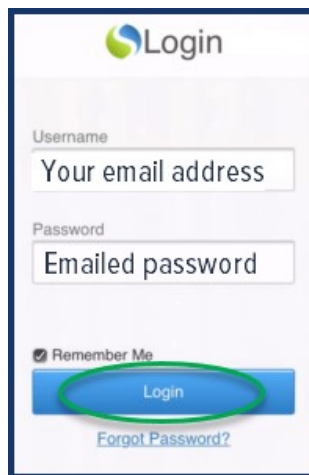 Login
Username
Your email address
Password
Emailed password
Remember Me
Login
Forgot Password?